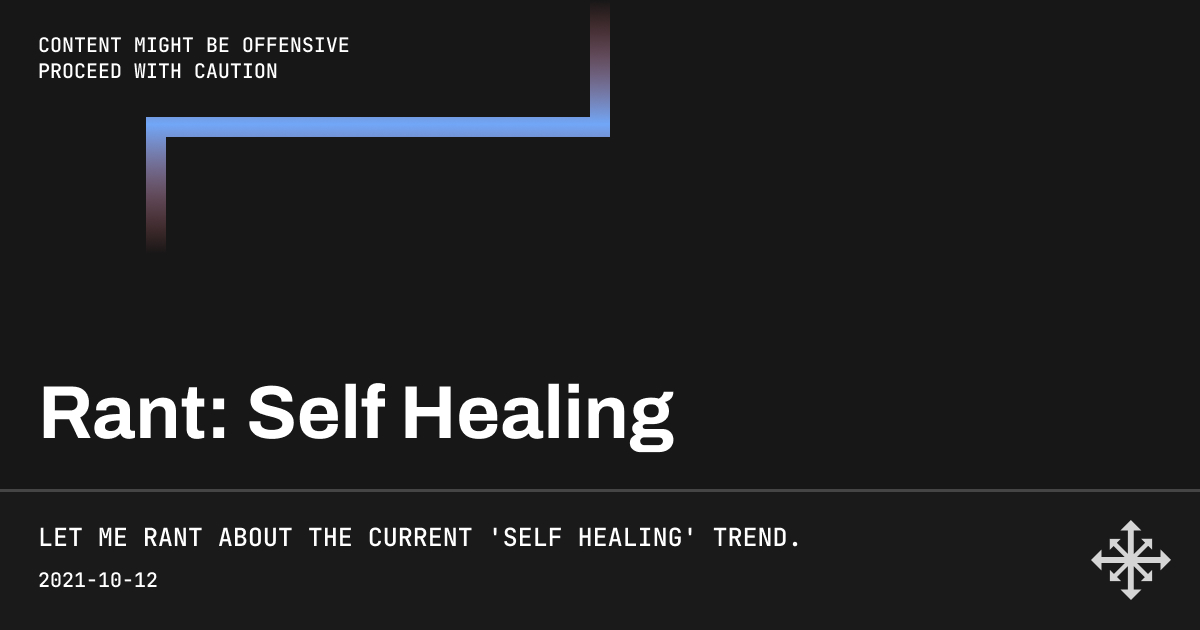 CONTENT MIGHT BE OFFENSIVE
PROCEED WITH CAUTION
Rant: Self Healing
LET ME RANT ABOUT THE CURRENT 'SELF HEALING' TREND.
2021-10-12